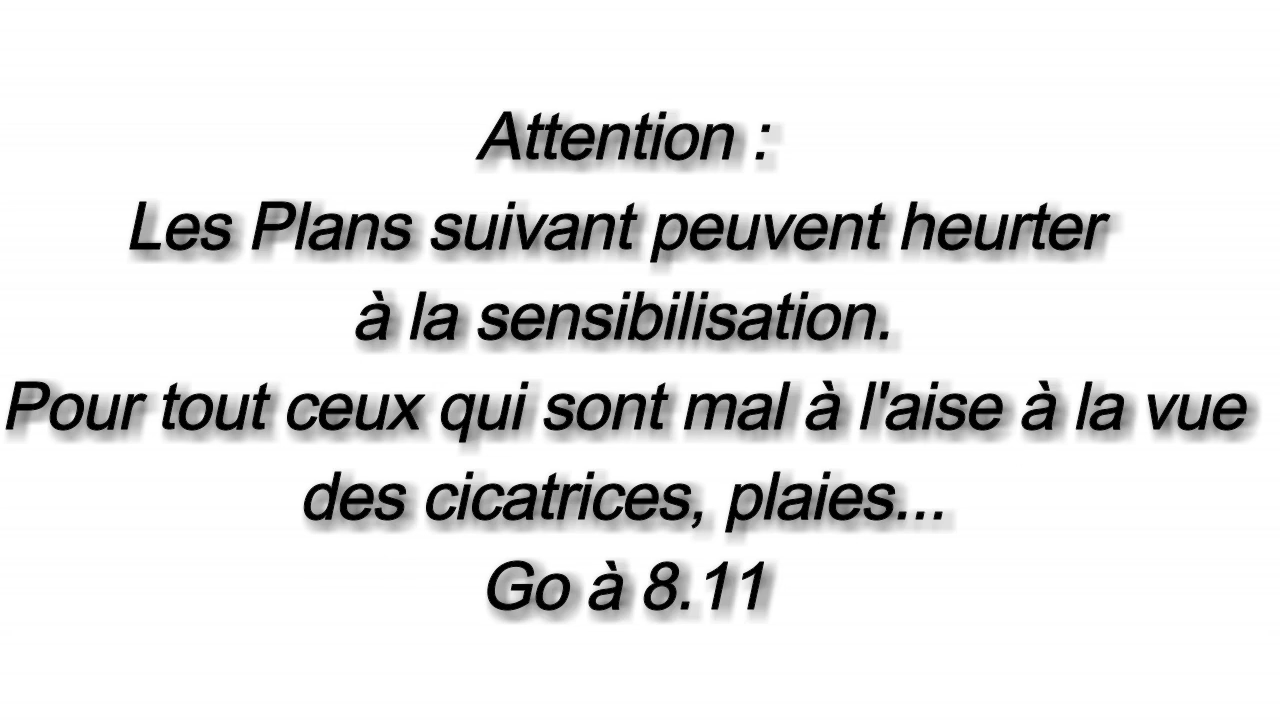 Attention :
Les Plans suivant peuvent heurter
à la sensibilisation.
Pour tout ceux qui sont mal à l'aise à la vue
des cicatrices, plaies...
Go à 8.11